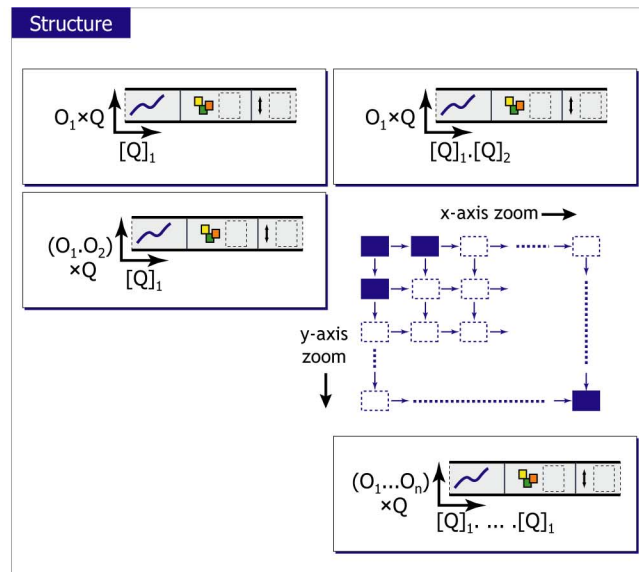 Structure
O₁×Q
[Q]₁
O₁×Q
[Q]₁.[Q]₂
(O₁.O₂)
×Q
[Q]₁
x-axis zoom
y-axis
zoom
(O₁...Oₙ)
×Q
[Q]₁. ... .[Q]₁